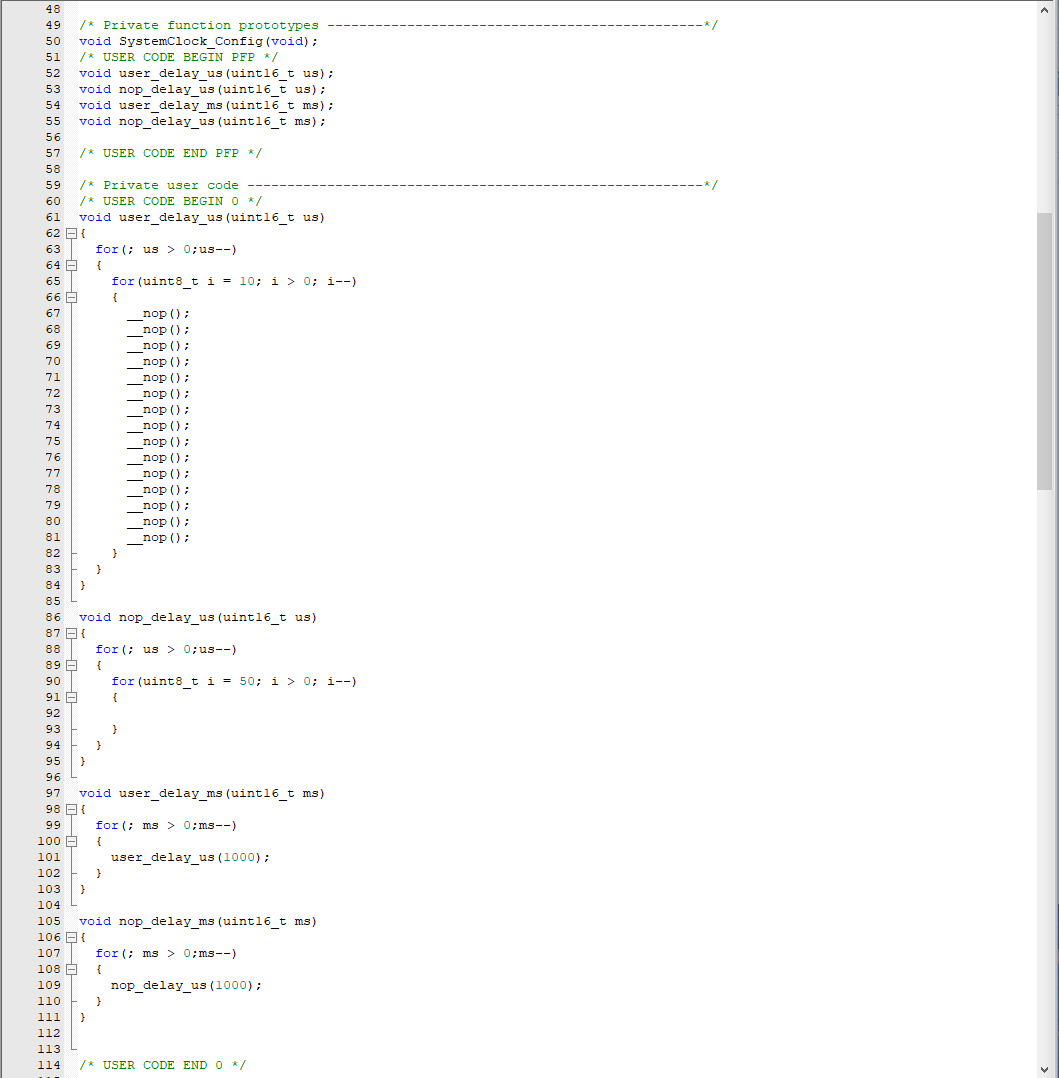 48
49 /* Private function prototypes -----------------------------------------------*/
50 void SystemClock_Config(void);
51 /* USER CODE BEGIN PFP */
52 void user_delay_us(uint16_t us);
53 void nop_delay_us(uint16_t us);
54 void user_delay_ms(uint16_t ms);
55 void nop_delay_us(uint16_t ms);
56
57 /* USER CODE END PFP */
58
59 /* Private user code ---------------------------------------------------------*/
60 /* USER CODE BEGIN 0 */
61 void user_delay_us(uint16_t us)
62 {
63   for(; us > 0;us--)
64   {
65     for(uint8_t i = 10; i > 0; i--)
66     {
67       __nop();
68       __nop();
69       __nop();
70       __nop();
71       __nop();
72       __nop();
73       __nop();
74       __nop();
75       __nop();
76       __nop();
77       __nop();
78       __nop();
79       __nop();
80       __nop();
81       __nop();
82     }
83   }
84 }
85
86 void nop_delay_us(uint16_t us)
87 {
88   for(; us > 0;us--)
89   {
90     for(uint8_t i = 50; i > 0; i--)
91     {
92
93     }
94   }
95 }
96
97 void user_delay_ms(uint16_t ms)
98 {
99   for(; ms > 0;ms--)
100   {
101     user_delay_us(1000);
102   }
103 }
104
105 void nop_delay_ms(uint16_t ms)
106 {
107   for(; ms > 0;ms--)
108   {
109     nop_delay_us(1000);
110   }
111 }
112
113
114 /* USER CODE END 0 */